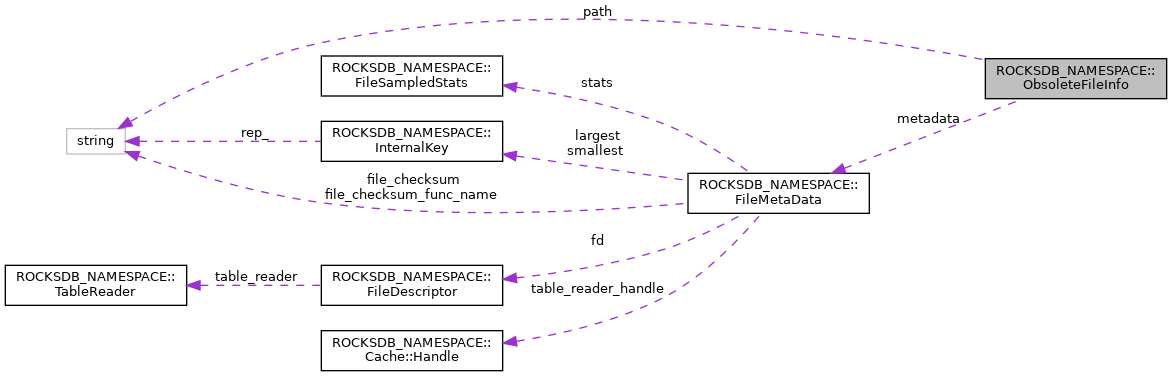 path
ROCKSDB_NAMESPACE::
ObsoleteFileInfo
ROCKSDB_NAMESPACE::
FileSampledStats
stats
metadata
string
rep_
ROCKSDB_NAMESPACE::
InternalKey
largest
smallest
file_checksum
file_checksum_func_name
ROCKSDB_NAMESPACE::
FileMetaData
fd
ROCKSDB_NAMESPACE::
TableReader
table_reader
ROCKSDB_NAMESPACE::
FileDescriptor
table_reader_handle
ROCKSDB_NAMESPACE::
Cache::Handle